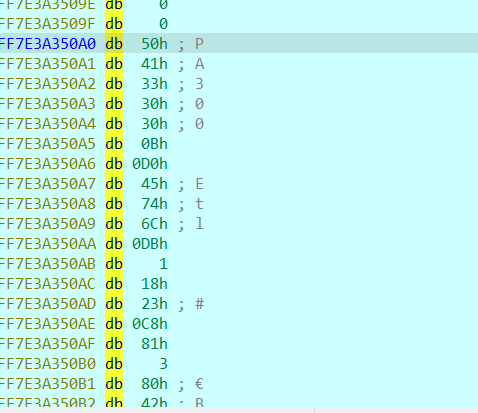 FF7E3A3509E db 0
FF7E3A3509F db 0
FF7E3A350A0 db 50h ; P
FF7E3A350A1 db 41h ; A
FF7E3A350A2 db 33h ; 3
FF7E3A350A3 db 30h ; 0
FF7E3A350A4 db 30h ; 0
FF7E3A350A5 db 0Bh
FF7E3A350A6 db 0D0h
FF7E3A350A7 db 45h ; E
FF7E3A350A8 db 74h ; t
FF7E3A350A9 db 6Ch ; l
FF7E3A350AA db 0DBh
FF7E3A350AB db 1
FF7E3A350AC db 18h
FF7E3A350AD db 23h ; #
FF7E3A350AE db 0C8h
FF7E3A350AF db 81h
FF7E3A350B0 db 3
FF7E3A350B1 db 80h ; €
FF7E3A350B2 db 42h ; B